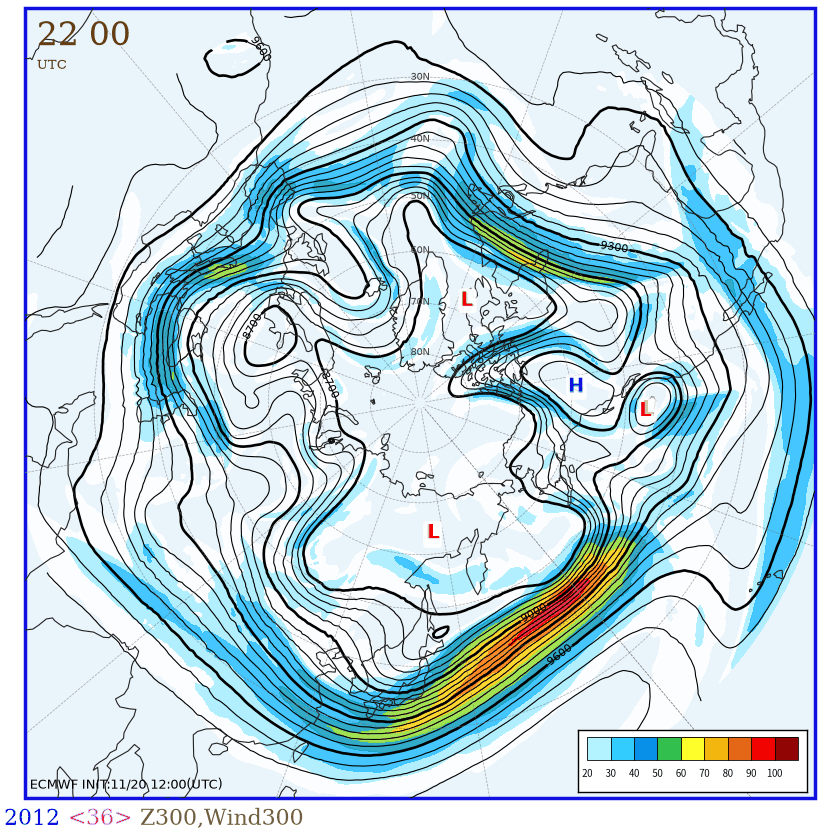 22 00
UTC
9600
30N
40N
50N
60N
9300
70N
L
8700
80N
8700
H
L
L
9000
9600
20 30 40 50 60 70 80 90 100
ECMWF INIT:11/20 12:00(UTC)
2012 <36> Z300,Wind300